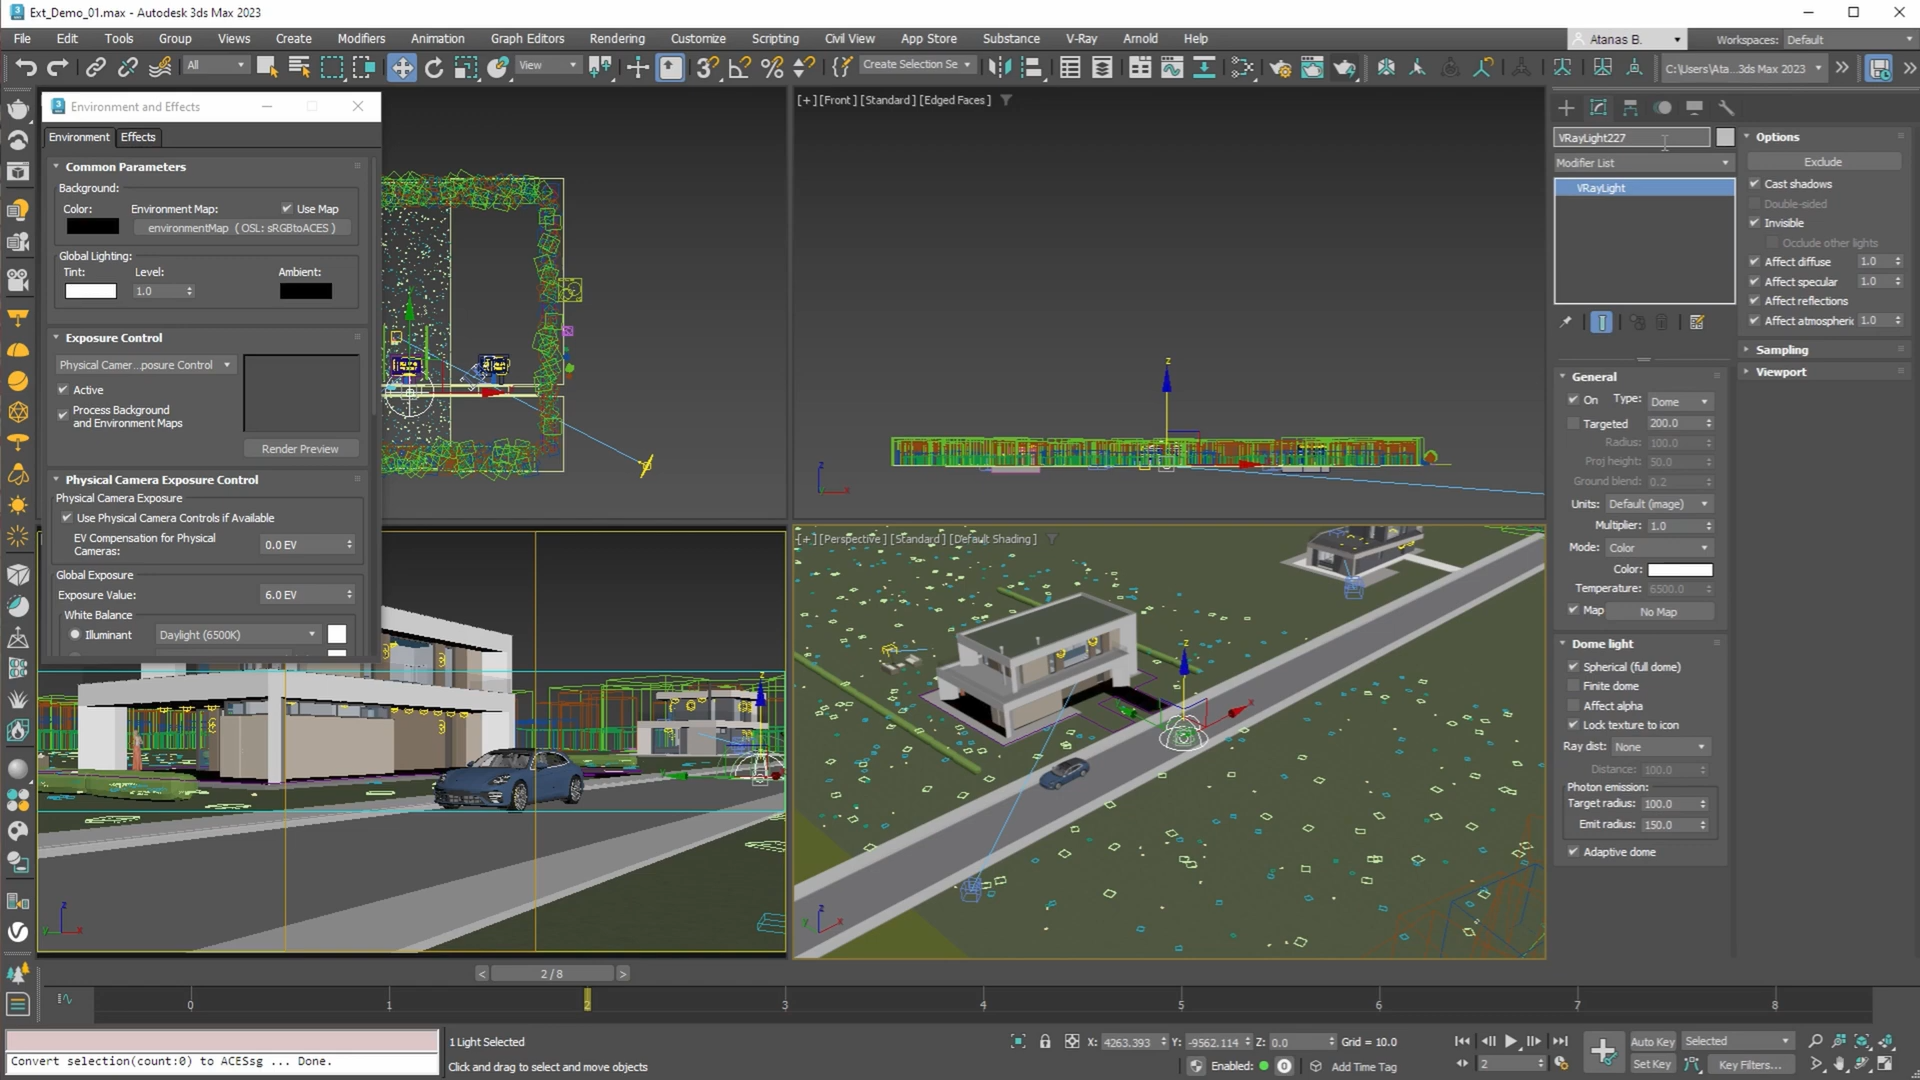 Ext_Demo_01.max - Autodesk 3ds Max 2023
File Edit Tools Group Views Create Modifiers Animation Graph Editors Rendering Customize Scripting Civil View App Store Substance V-Ray Arnold Help
Atanas B. Workspaces: Default
All View Create Selection Se C:\Users\Ata...3ds Max 2023
Environment and Effects
Environment Effects
Common Parameters
Background:
Color: Environment Map: Use Map
environmentMap ( OSL: sRGBtoACES )
Global Lighting:
Tint: Level: Ambient:
1.0
Exposure Control
Physical Camer...posure Control
Active
Process Background
and Environment Maps
Render Preview
Physical Camera Exposure Control
Physical Camera Exposure
Use Physical Camera Controls if Available
EV Compensation for Physical
Cameras:
0.0 EV
Global Exposure
Exposure Value: 6.0 EV
White Balance
Illuminant Daylight (6500K)
[+] [Front ] [Standard ] [Edged Faces ]
[+] [Perspective ] [Standard ] [Default Shading ]
VRayLight227
Modifier List
VRayLight
General
On Type: Dome
Targeted 200.0
Radius: 100.0
Proj height: 50.0
Ground blend: 0.2
Units: Default (image)
Multiplier: 1.0
Mode: Color
Color:
Temperature: 6500.0
Map No Map
Dome light
Spherical (full dome)
Finite dome
Affect alpha
Lock texture to icon
Ray dist: None
Distance: 100.0
Photon emission:
Target radius: 100.0
Emit radius: 150.0
Adaptive dome
Options
Exclude
Cast shadows
Double-sided
Invisible
Occlude other lights
Affect diffuse 1.0
Affect specular 1.0
Affect reflections
Affect atmospheric 1.0
Sampling
Viewport
< 2 / 8 >
0 1 2 3 4 5 6 7 8
Convert selection(count:0) to ACESsg ... Done.
1 Light Selected
Click and drag to select and move objects
X: 4263.393 Y: -9562.114 Z: 0.0 Grid = 10.0
Enabled: 0 Add Time Tag
2
Auto Key Selected
Set Key Key Filters...